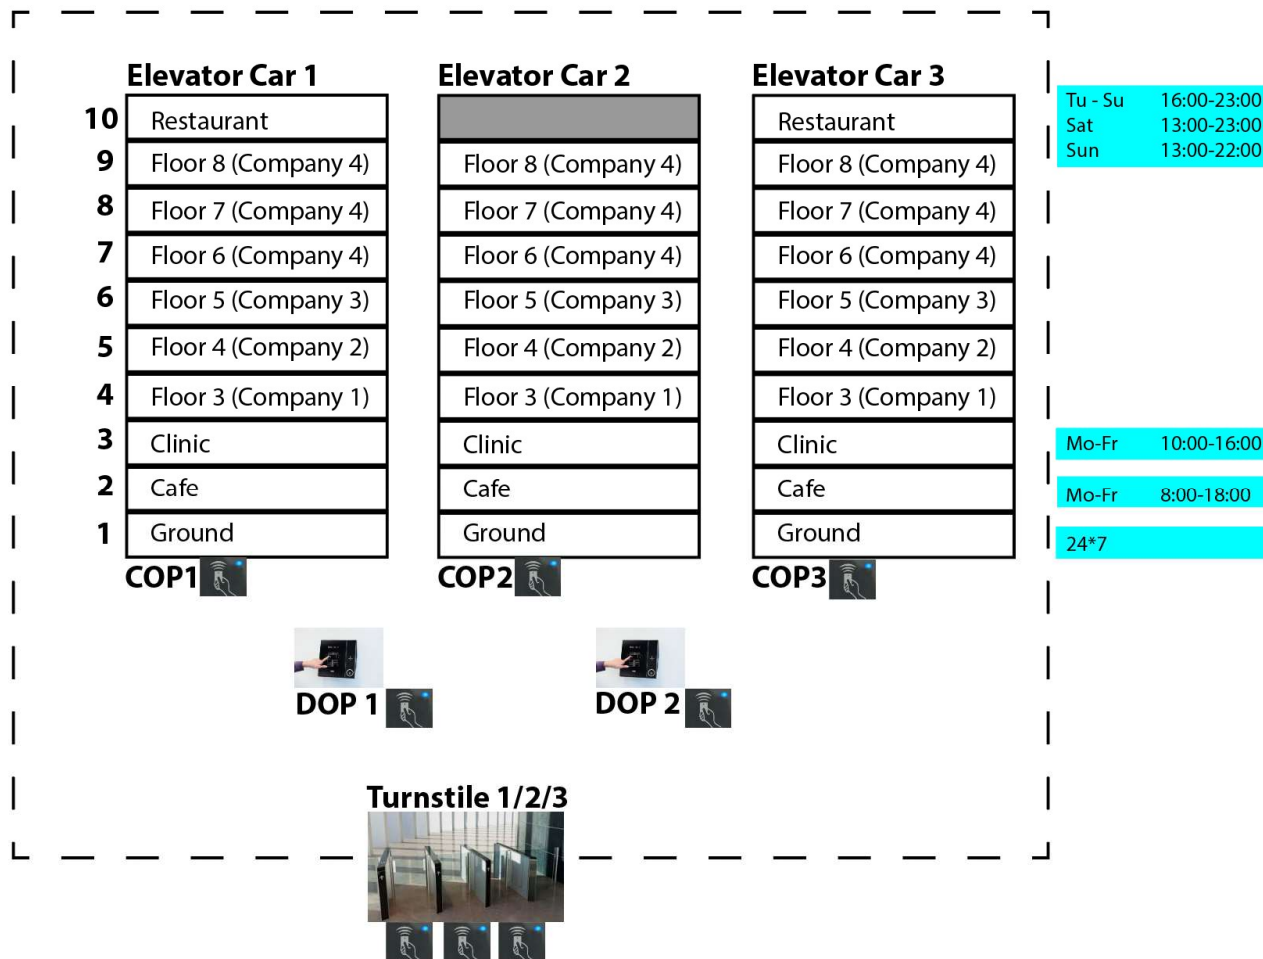 Elevator Car 1
Elevator Car 2
Elevator Car 3
10
Restaurant
Restaurant
Tu - Su 16:00-23:00
Sat 13:00-23:00
Sun 13:00-22:00
9
Floor 8 (Company 4)
Floor 8 (Company 4)
Floor 8 (Company 4)
8
Floor 7 (Company 4)
Floor 7 (Company 4)
Floor 7 (Company 4)
7
Floor 6 (Company 4)
Floor 6 (Company 4)
Floor 6 (Company 4)
6
Floor 5 (Company 3)
Floor 5 (Company 3)
Floor 5 (Company 3)
5
Floor 4 (Company 2)
Floor 4 (Company 2)
Floor 4 (Company 2)
4
Floor 3 (Company 1)
Floor 3 (Company 1)
Floor 3 (Company 1)
3
Clinic
Clinic
Clinic
Mo-Fr 10:00-16:00
2
Cafe
Cafe
Cafe
Mo-Fr 8:00-18:00
1
Ground
Ground
Ground
24*7
COP1
COP2
COP3
DOP 1
DOP 2
Turnstile 1/2/3